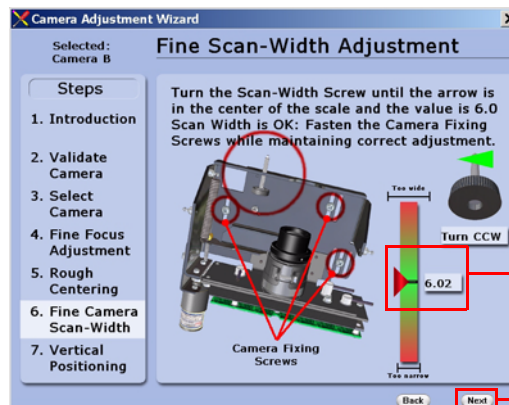 Camera Adjustment Wizard
Selected:
Camera B
Fine Scan-Width Adjustment
Steps
1. Introduction
2. Validate
Camera
3. Select
Camera
4. Fine Focus
Adjustment
5. Rough
Centering
6. Fine Camera
Scan-Width
7. Vertical
Positioning
Turn the Scan-Width Screw until the arrow is
in the center of the scale and the value is 6.0
Scan Width is OK: Fasten the Camera Fixing
Screws while maintaining correct adjustment.
Too wide
Turn CCW
6.02
Camera Fixing
Screws
Too narrow
Back
Next